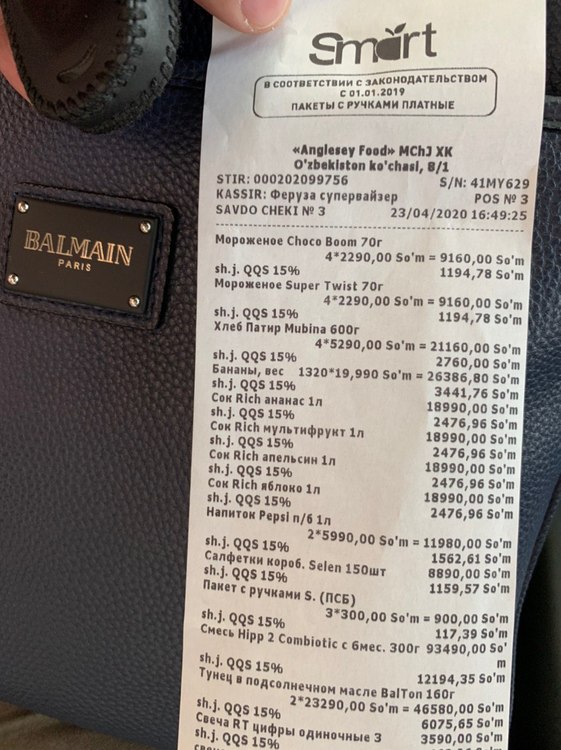 Smart
В СООТВЕТСТВИИ С ЗАКОНОДАТЕЛЬСТВОМ
С 01.01.2019
ПАКЕТЫ С РУЧКАМИ ПЛАТНЫЕ
«Anglesey Food» MChJ XK
O'zbekiston ko'chasi, 8/1
STIR: 000202099756 S/N: 41MY629
KASSIR: Феруза супервайзер POS № 3
SAVDO CHEKI № 3 23/04/2020 16:49:25
BALMAIN
PARIS
Мороженое Choco Boom 70г
4*2290,00 So'm = 9160,00 So'm
sh.j. QQS 15% 1194,78 So'm
Мороженое Super Twist 70г
4*2290,00 So'm = 9160,00 So'm
sh.j. QQS 15% 1194,78 So'm
Хлеб Патир Mubina 600г
4*5290,00 So'm = 21160,00 So'm
sh.j. QQS 15% 2760,00 So'm
Бананы, вес 1320*19,990 So'm = 26386,80 So'm
sh.j. QQS 15% 3441,76 So'm
Сок Rich ананас 1л 18990,00 So'm
sh.j. QQS 15% 2476,96 So'm
Сок Rich мультифрукт 1л 18990,00 So'm
sh.j. QQS 15% 2476,96 So'm
Сок Rich апельсин 1л 18990,00 So'm
sh.j. QQS 15% 2476,96 So'm
Сок Rich яблоко 1л 18990,00 So'm
sh.j. QQS 15% 2476,96 So'm
Напиток Pepsi п/б 1л
2*5990,00 So'm = 11980,00 So'm
sh.j. QQS 15% 1562,61 So'm
Салфетки короб. Selen 150шт 8890,00 So'm
sh.j. QQS 15% 1159,57 So'm
Пакет с ручками S. (ПСБ)
3*300,00 So'm = 900,00 So'm
sh.j. QQS 15% 117,39 So'm
Смесь Hipp 2 Combiotic с 6мес. 300г 93490,00 So'
m
sh.j. QQS 15% 12194,35 So'm
Тунец в подсолнечном масле BalTon 160г
2*23290,00 So'm = 46580,00 So'm
sh.j. QQS 15% 6075,65 So'm
Свеча RT цифры одиночные 3 3590,00 So'm
sh.j. QQS 15%